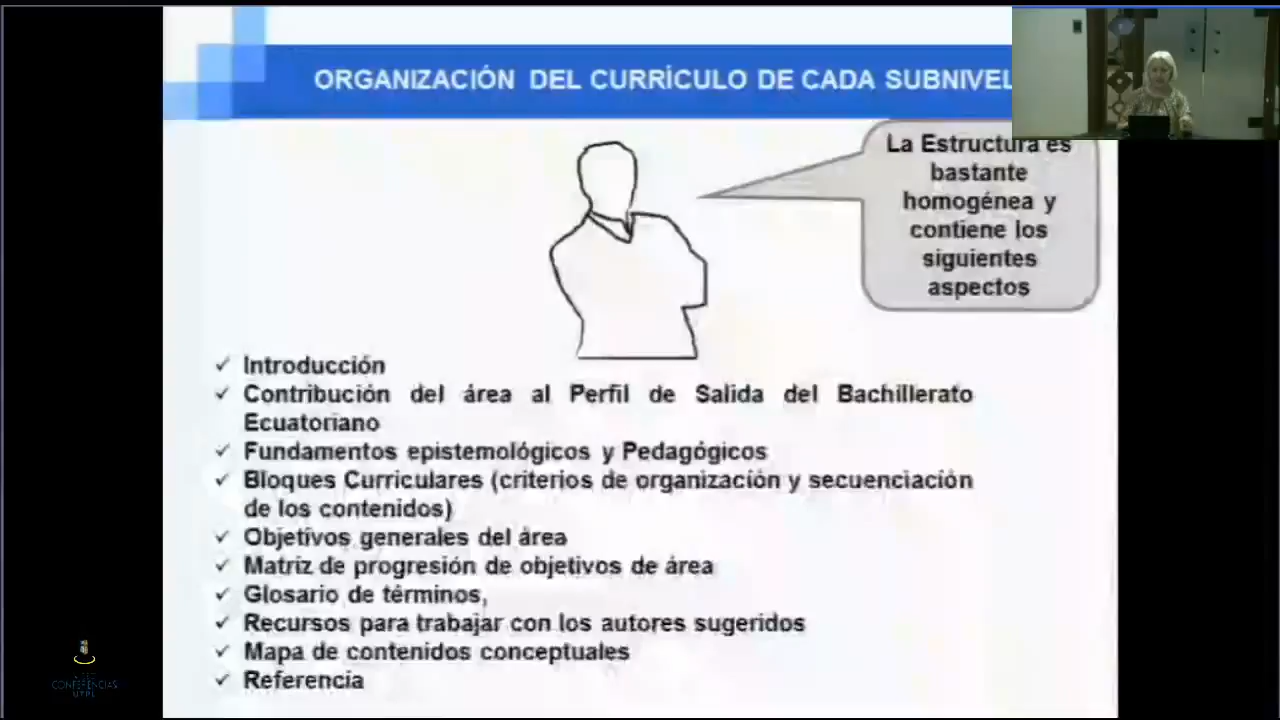 ORGANIZACIÓN DEL CURRÍCULO DE CADA SUBNIVEL
La Estructura es
bastante
homogénea y
contiene los
siguientes
aspectos
✓ Introducción
✓ Contribución del área al Perfil de Salida del Bachillerato
Ecuatoriano
✓ Fundamentos epistemológicos y Pedagógicos
✓ Bloques Curriculares (criterios de organización y secuenciación
de los contenidos)
✓ Objetivos generales del área
✓ Matriz de progresión de objetivos de área
✓ Glosario de términos,
✓ Recursos para trabajar con los autores sugeridos
✓ Mapa de contenidos conceptuales
✓ Referencia
CONFERENCIAS
UTPL